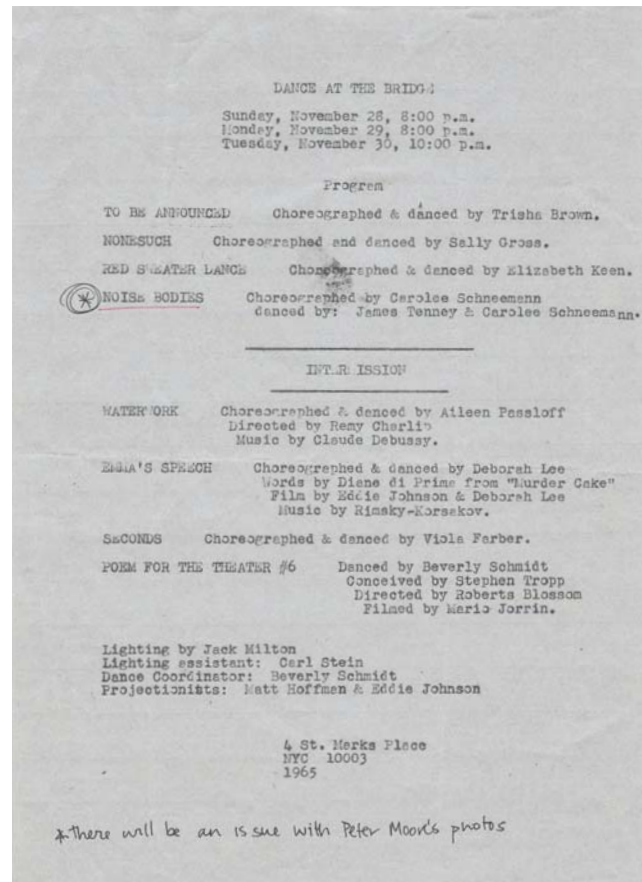 DANCE AT THE BRIDGE
Sunday, November 28, 8:00 p.m.
Monday, November 29, 8:00 p.m.
Tuesday, November 30, 10:00 p.m.
Program
TO BE ANNOUNCED Choreographed & danced by Trisha Brown.
NONESUCH Choreographed and danced by Sally Gross.
RED SWEATER DANCE Choreographed & danced by Elizabeth Keen.
* NOISE BODIES Choreographed by Carolee Schneemann
danced by: James Tenney & Carolee Schneemann.
INTERMISSION
WATERWORK Choreographed & danced by Aileen Passloff
Directed by Remy Charlip
Music by Claude Debussy.
EMMA'S SPEECH Choreographed & danced by Deborah Lee
Words by Diane di Prima from "Murder Cake"
Film by Eddie Johnson & Deborah Lee
Music by Rimsky-Korsakov.
SECONDS Choreographed & danced by Viola Farber.
POEM FOR THE THEATER #6 Danced by Beverly Schmidt
Conceived by Stephen Tropp
Directed by Roberts Blossom
Filmed by Mario Jorrin.
Lighting by Jack Milton
Lighting assistant: Carl Stein
Dance Coordinator: Beverly Schmidt
Projectionists: Matt Hoffman & Eddie Johnson
4 St. Marks Place
NYC 10003
1965
*there will be an issue with Peter Moore's photos